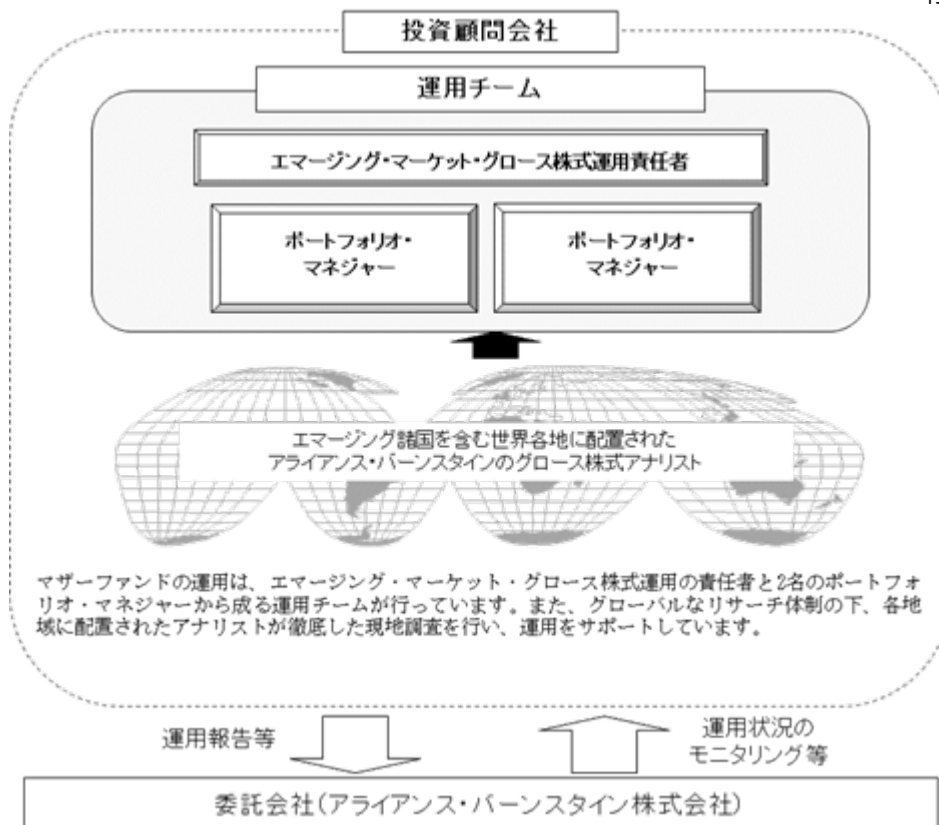 投資顧問会社
運用チーム
エマージング・マーケット・グロース株式運用責任者
ポートフォリオ・
マネジャー
ポートフォリオ・
マネジャー
エマージング諸国を含む世界各地に配置された
アライアンス・バーンスタインのグロース株式アナリスト
マザーファンドの運用は、エマージング・マーケット・グロース株式運用の責任者と2名のポートフォ
リオ・マネジャーから成る運用チームが行っています。また、グローバルなリサーチ体制の下、各地
域に配置されたアナリストが徹底した現地調査を行い、運用をサポートしています。
運用報告等
運用状況の
モニタリング等
委託会社(アライアンス・バーンスタイン株式会社)